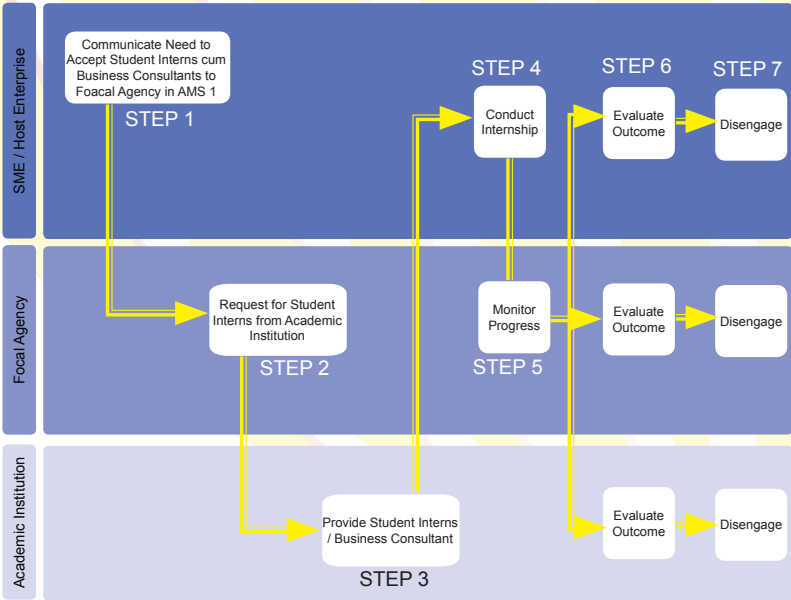 SME / Host Enterprise
Communicate Need to
Accept Student Interns cum
Business Consultants to
Foacal Agency in AMS 1
STEP 1
STEP 4
Conduct
Internship
STEP 6
Evaluate
Outcome
STEP 7
Disengage
Focal Agency
Request for Student
Interns from Academic
Institution
STEP 2
Monitor
Progress
STEP 5
Evaluate
Outcome
Disengage
Academic Institution
Provide Student Interns
/ Business Consultant
STEP 3
Evaluate
Outcome
Disengage